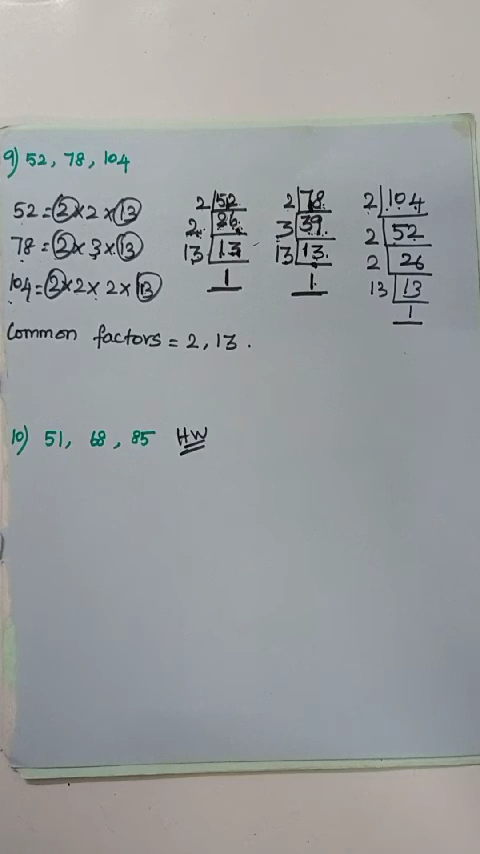 9) 52, 78, 104
52 = 2 × 2 × 13
78 = 2 × 3 × 13
104 = 2 × 2 × 2 × 13
2 | 52
2 | 26
13 | 13
1
2 | 78
3 | 39
13 | 13
1
2 | 104
2 | 52
2 | 26
13 | 13
1
Common factors = 2, 13.
10) 51, 68, 85 HW